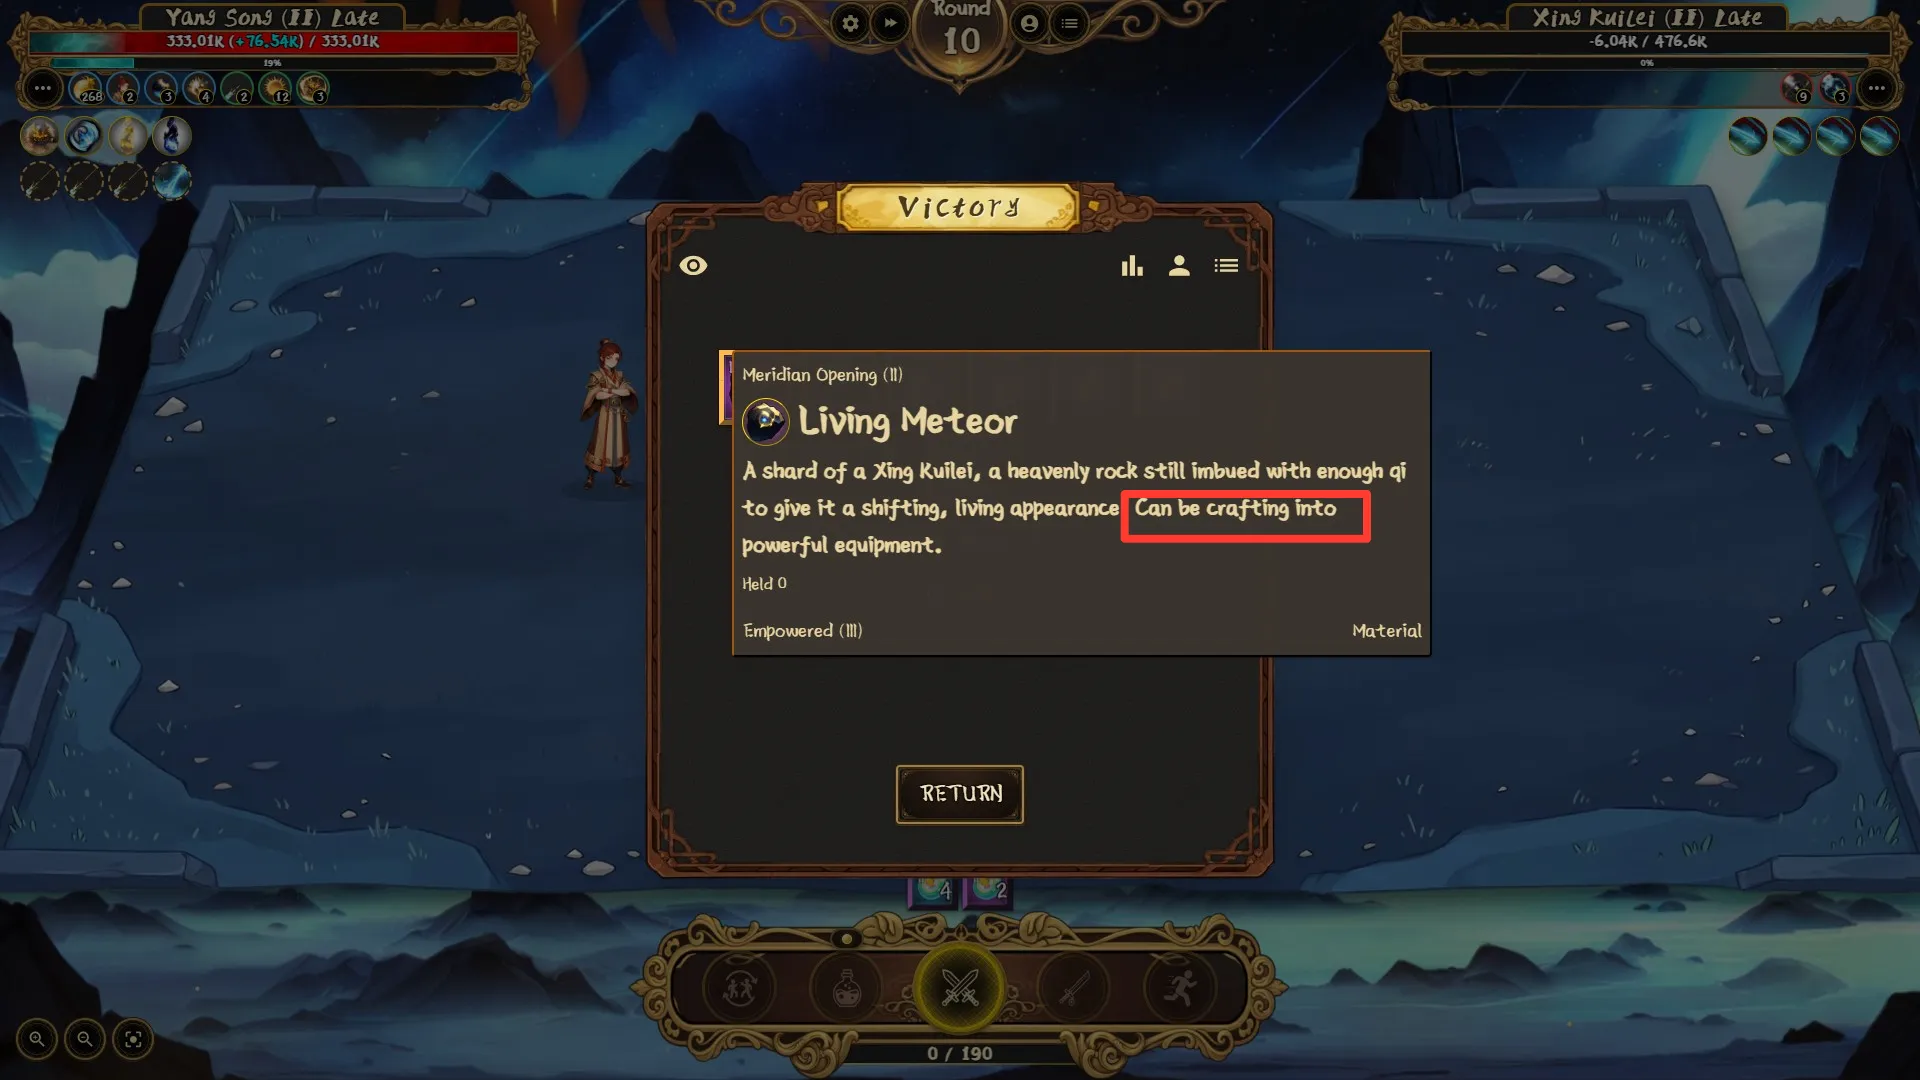 Yang Song (II) Late
333.01K (+76.54K) / 333.01K
19%
268 2 3 4 2 12 3
Round
10
Xing Kuilei (II) Late
-6.04K / 476.6K
0%
9 3
Victory
Meridian Opening (II)
Living Meteor
A shard of a Xing Kuilei, a heavenly rock still imbued with enough qi
to give it a shifting, living appearance Can be crafting into
powerful equipment.
Held 0
Empowered (III)
Material
RETURN
4 2
0 / 190